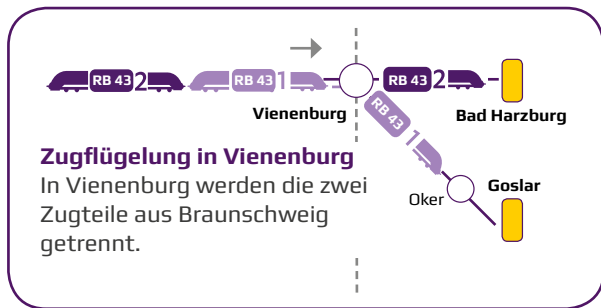 RB 43 2 RB 43 1 RB 43 2
Vienenburg
RB 43 1
Bad Harzburg
Zugflügelung in Vienenburg
In Vienenburg werden die zwei
Zugteile aus Braunschweig
getrennt.
Oker
Goslar